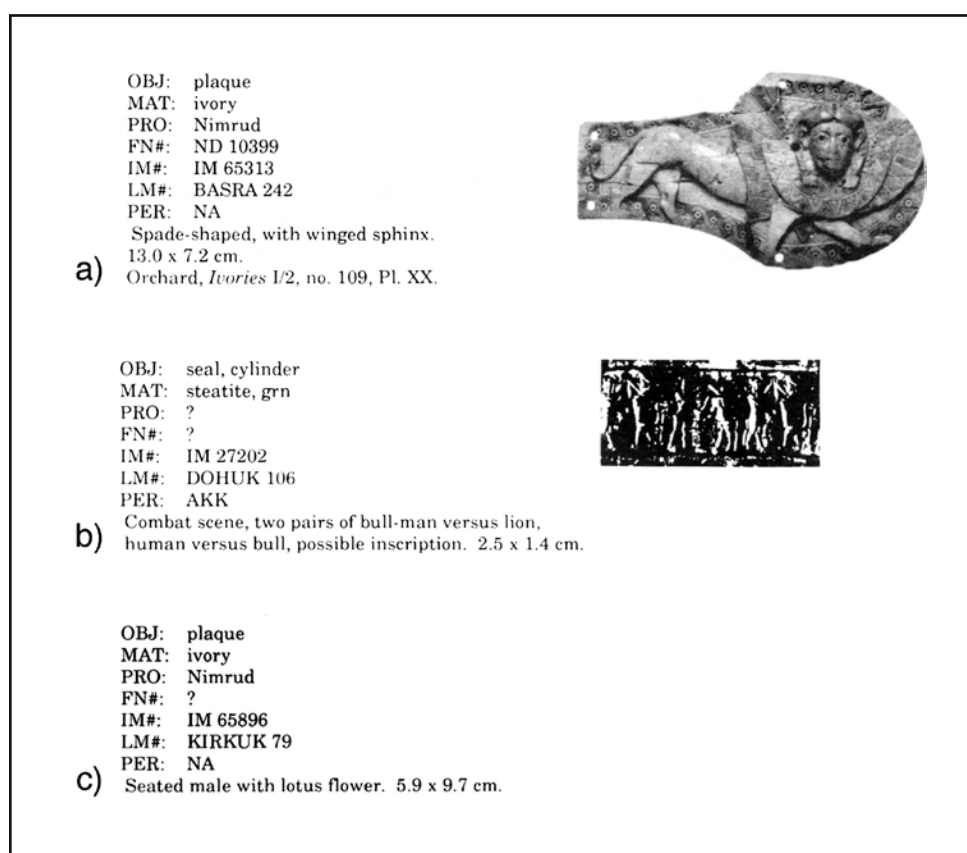 OBJ: plaque
MAT: ivory
PRO: Nimrud
FN#: ND 10399
IM#: IM 65313
LM#: BASRA 242
PER: NA
Spade-shaped, with winged sphinx.
13.0 x 7.2 cm.
a) Orchard, Ivories I/2, no. 109, Pl. XX.
OBJ: seal, cylinder
MAT: steatite, grn
PRO: ?
FN#: ?
IM#: IM 27202
LM#: DOHUK 106
PER: AKK
Combat scene, two pairs of bull-man versus lion,
b) human versus bull, possible inscription. 2.5 x 1.4 cm.
OBJ: plaque
MAT: ivory
PRO: Nimrud
FN#: ?
IM#: IM 65896
LM#: KIRKUK 79
PER: NA
c) Seated male with lotus flower. 5.9 x 9.7 cm.